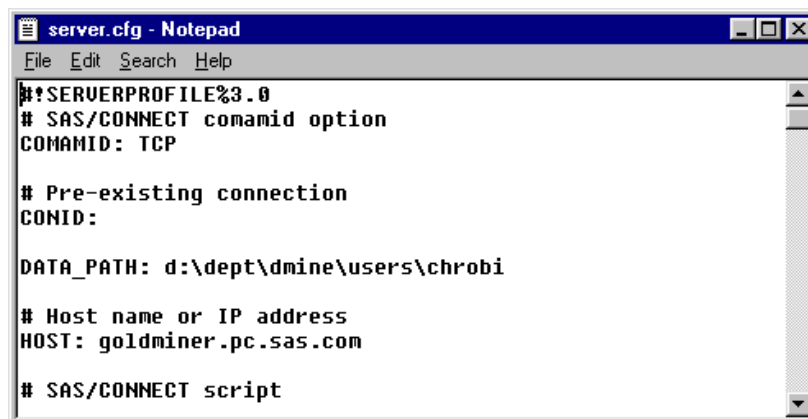 server.cfg - Notepad
File Edit Search Help
#!SERVERPROFILE%3.0
# SAS/CONNECT comamid option
COMAMID: TCP
# Pre-existing connection
CONID:
DATA_PATH: d:\dept\dmine\users\chrobi
# Host name or IP address
HOST: goldminer.pc.sas.com
# SAS/CONNECT script